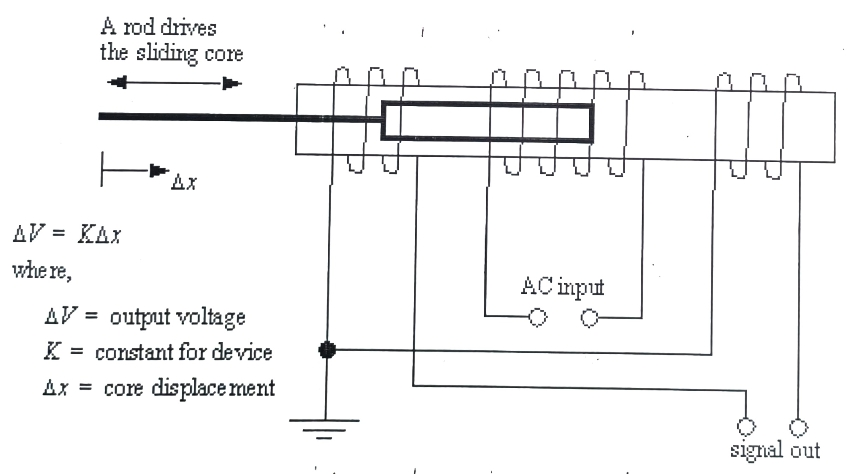 A rod drives
the sliding core
Δx
ΔV = KΔx
where,
AC input
ΔV = output voltage
K = constant for device
Δx = core displacement
signal out